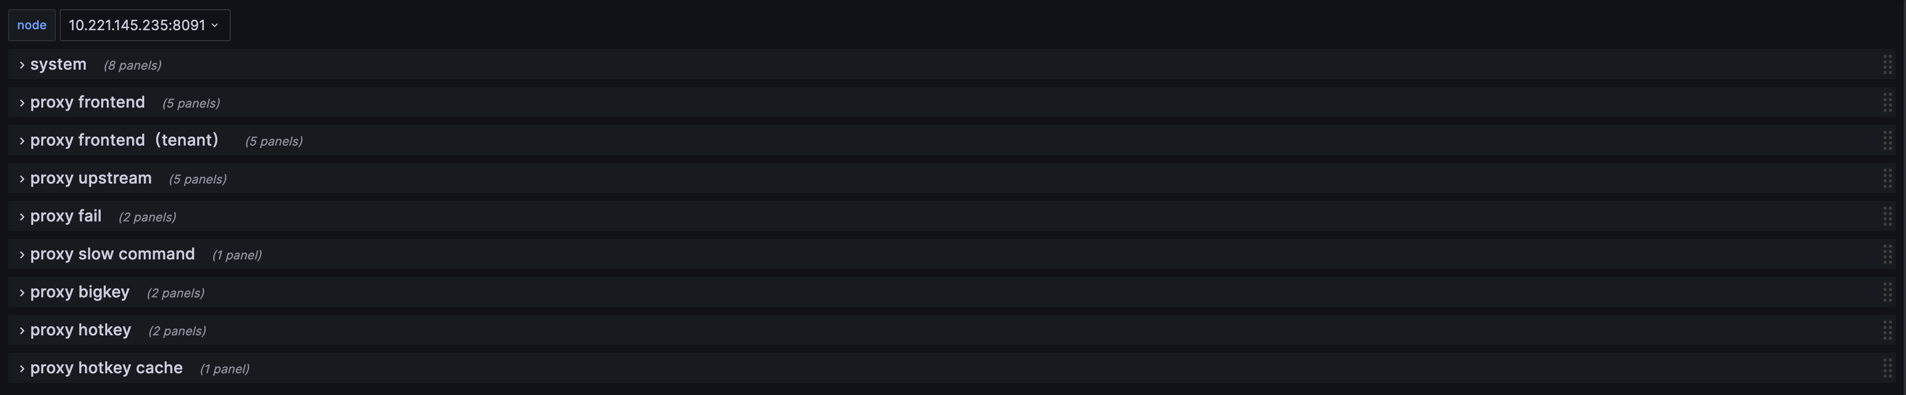 node 10.221.145.235:8091
system (8 panels)
proxy frontend (5 panels)
proxy frontend（tenant） (5 panels)
proxy upstream (5 panels)
proxy fail (2 panels)
proxy slow command (1 panel)
proxy bigkey (2 panels)
proxy hotkey (2 panels)
proxy hotkey cache (1 panel)